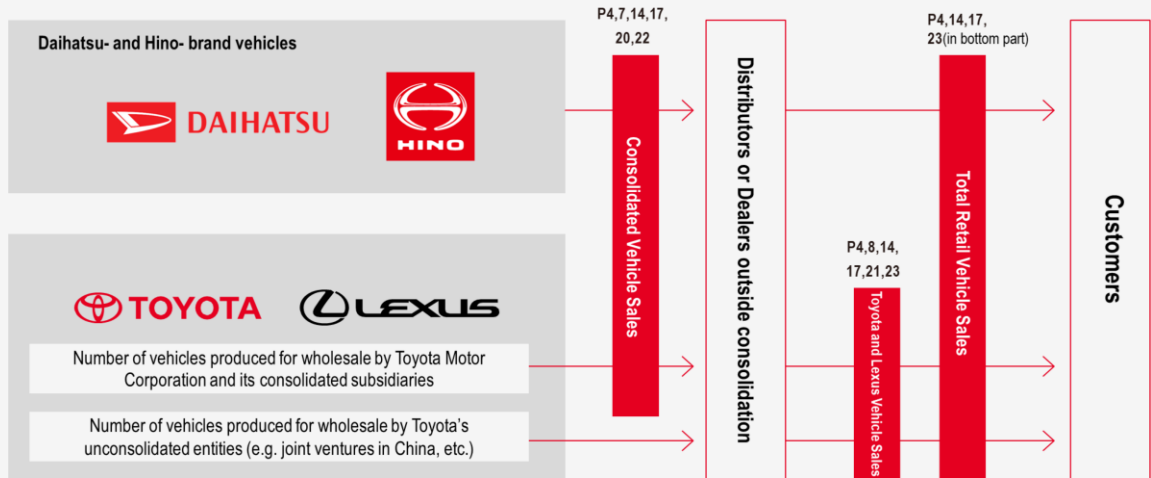 Daihatsu- and Hino- brand vehicles
DAIHATSU
HINO
TOYOTA
LEXUS
Number of vehicles produced for wholesale by Toyota Motor
Corporation and its consolidated subsidiaries
Number of vehicles produced for wholesale by Toyota’s
unconsolidated entities (e.g. joint ventures in China, etc.)
P4,7,14,17,
20,22
Consolidated Vehicle Sales
Distributors or Dealers outside consolidation
P4,8,14,
17,21,23
Toyota and Lexus Vehicle Sales
P4,14,17,
23(in bottom part)
Total Retail Vehicle Sales
Customers